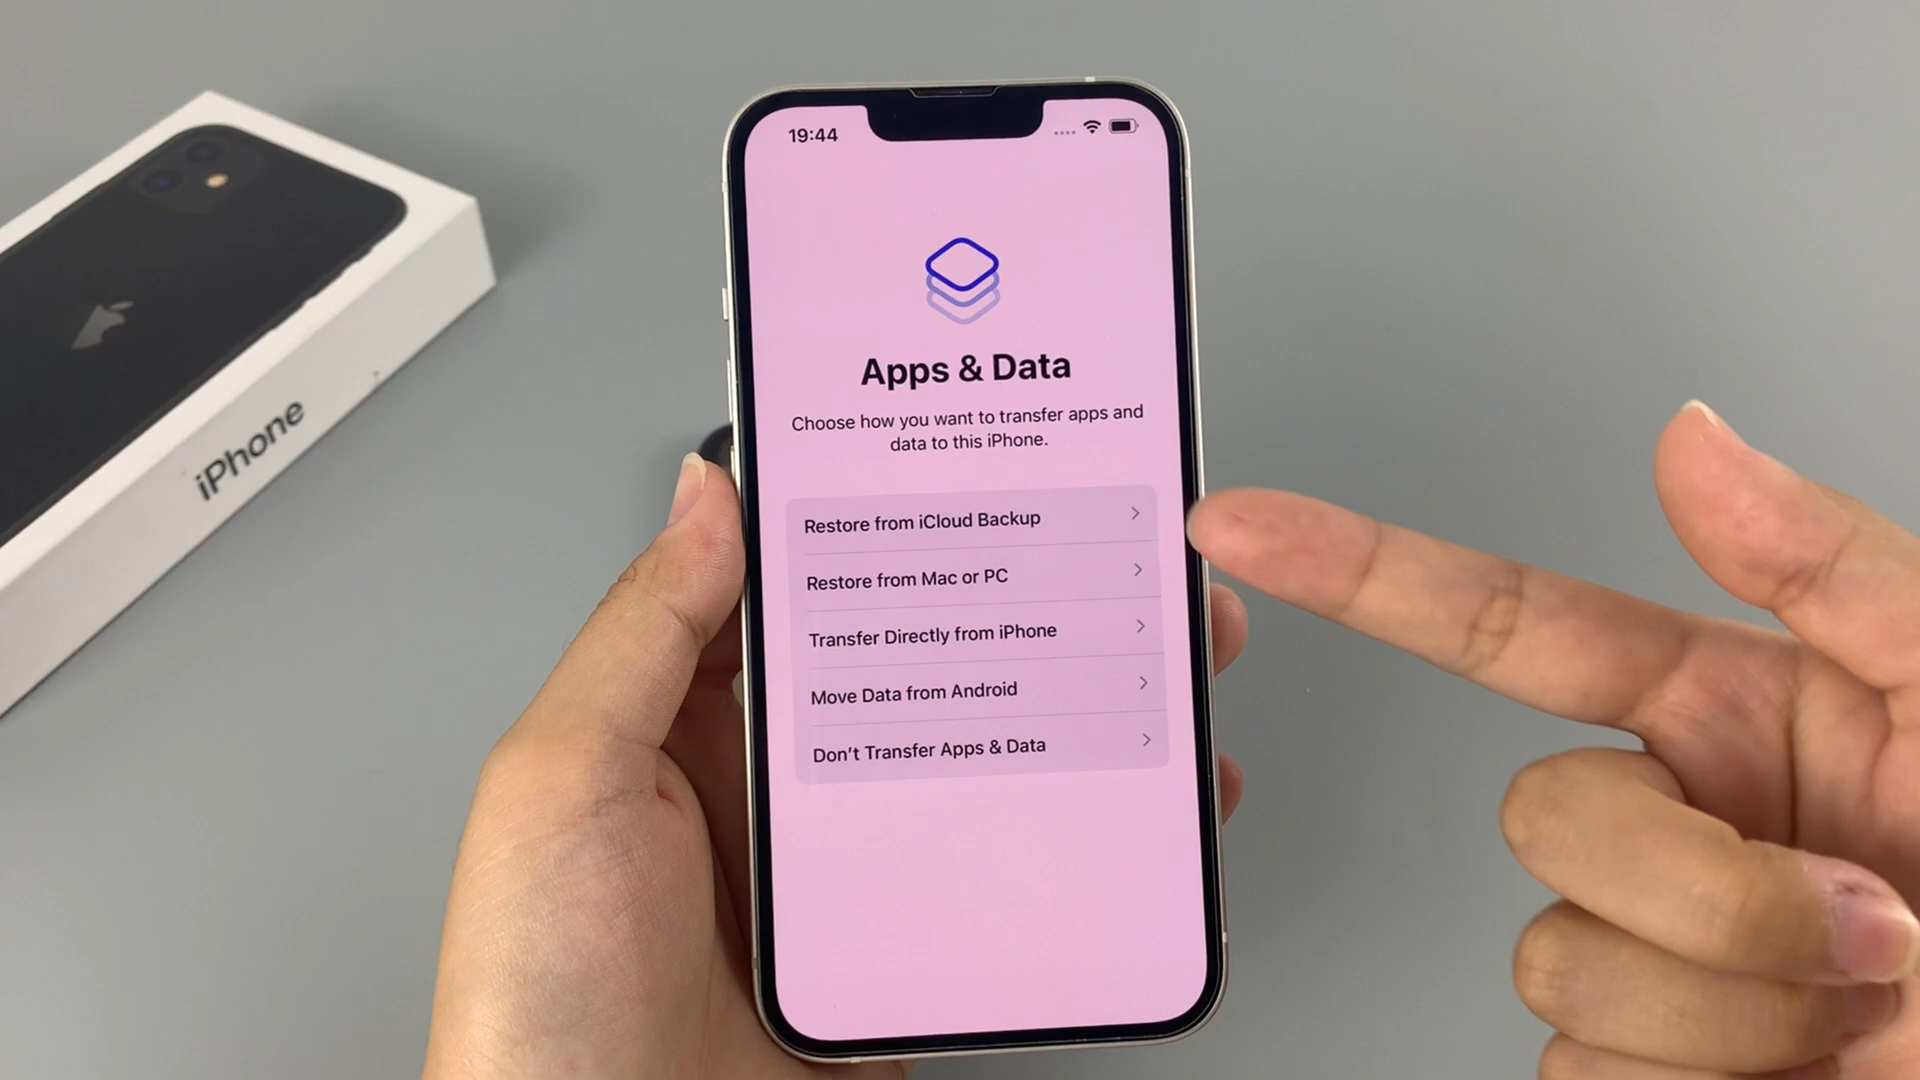 iPhone
19:44
Apps & Data
Choose how you want to transfer apps and
data to this iPhone.
Restore from iCloud Backup
Restore from Mac or PC
Transfer Directly from iPhone
Move Data from Android
Don't Transfer Apps & Data